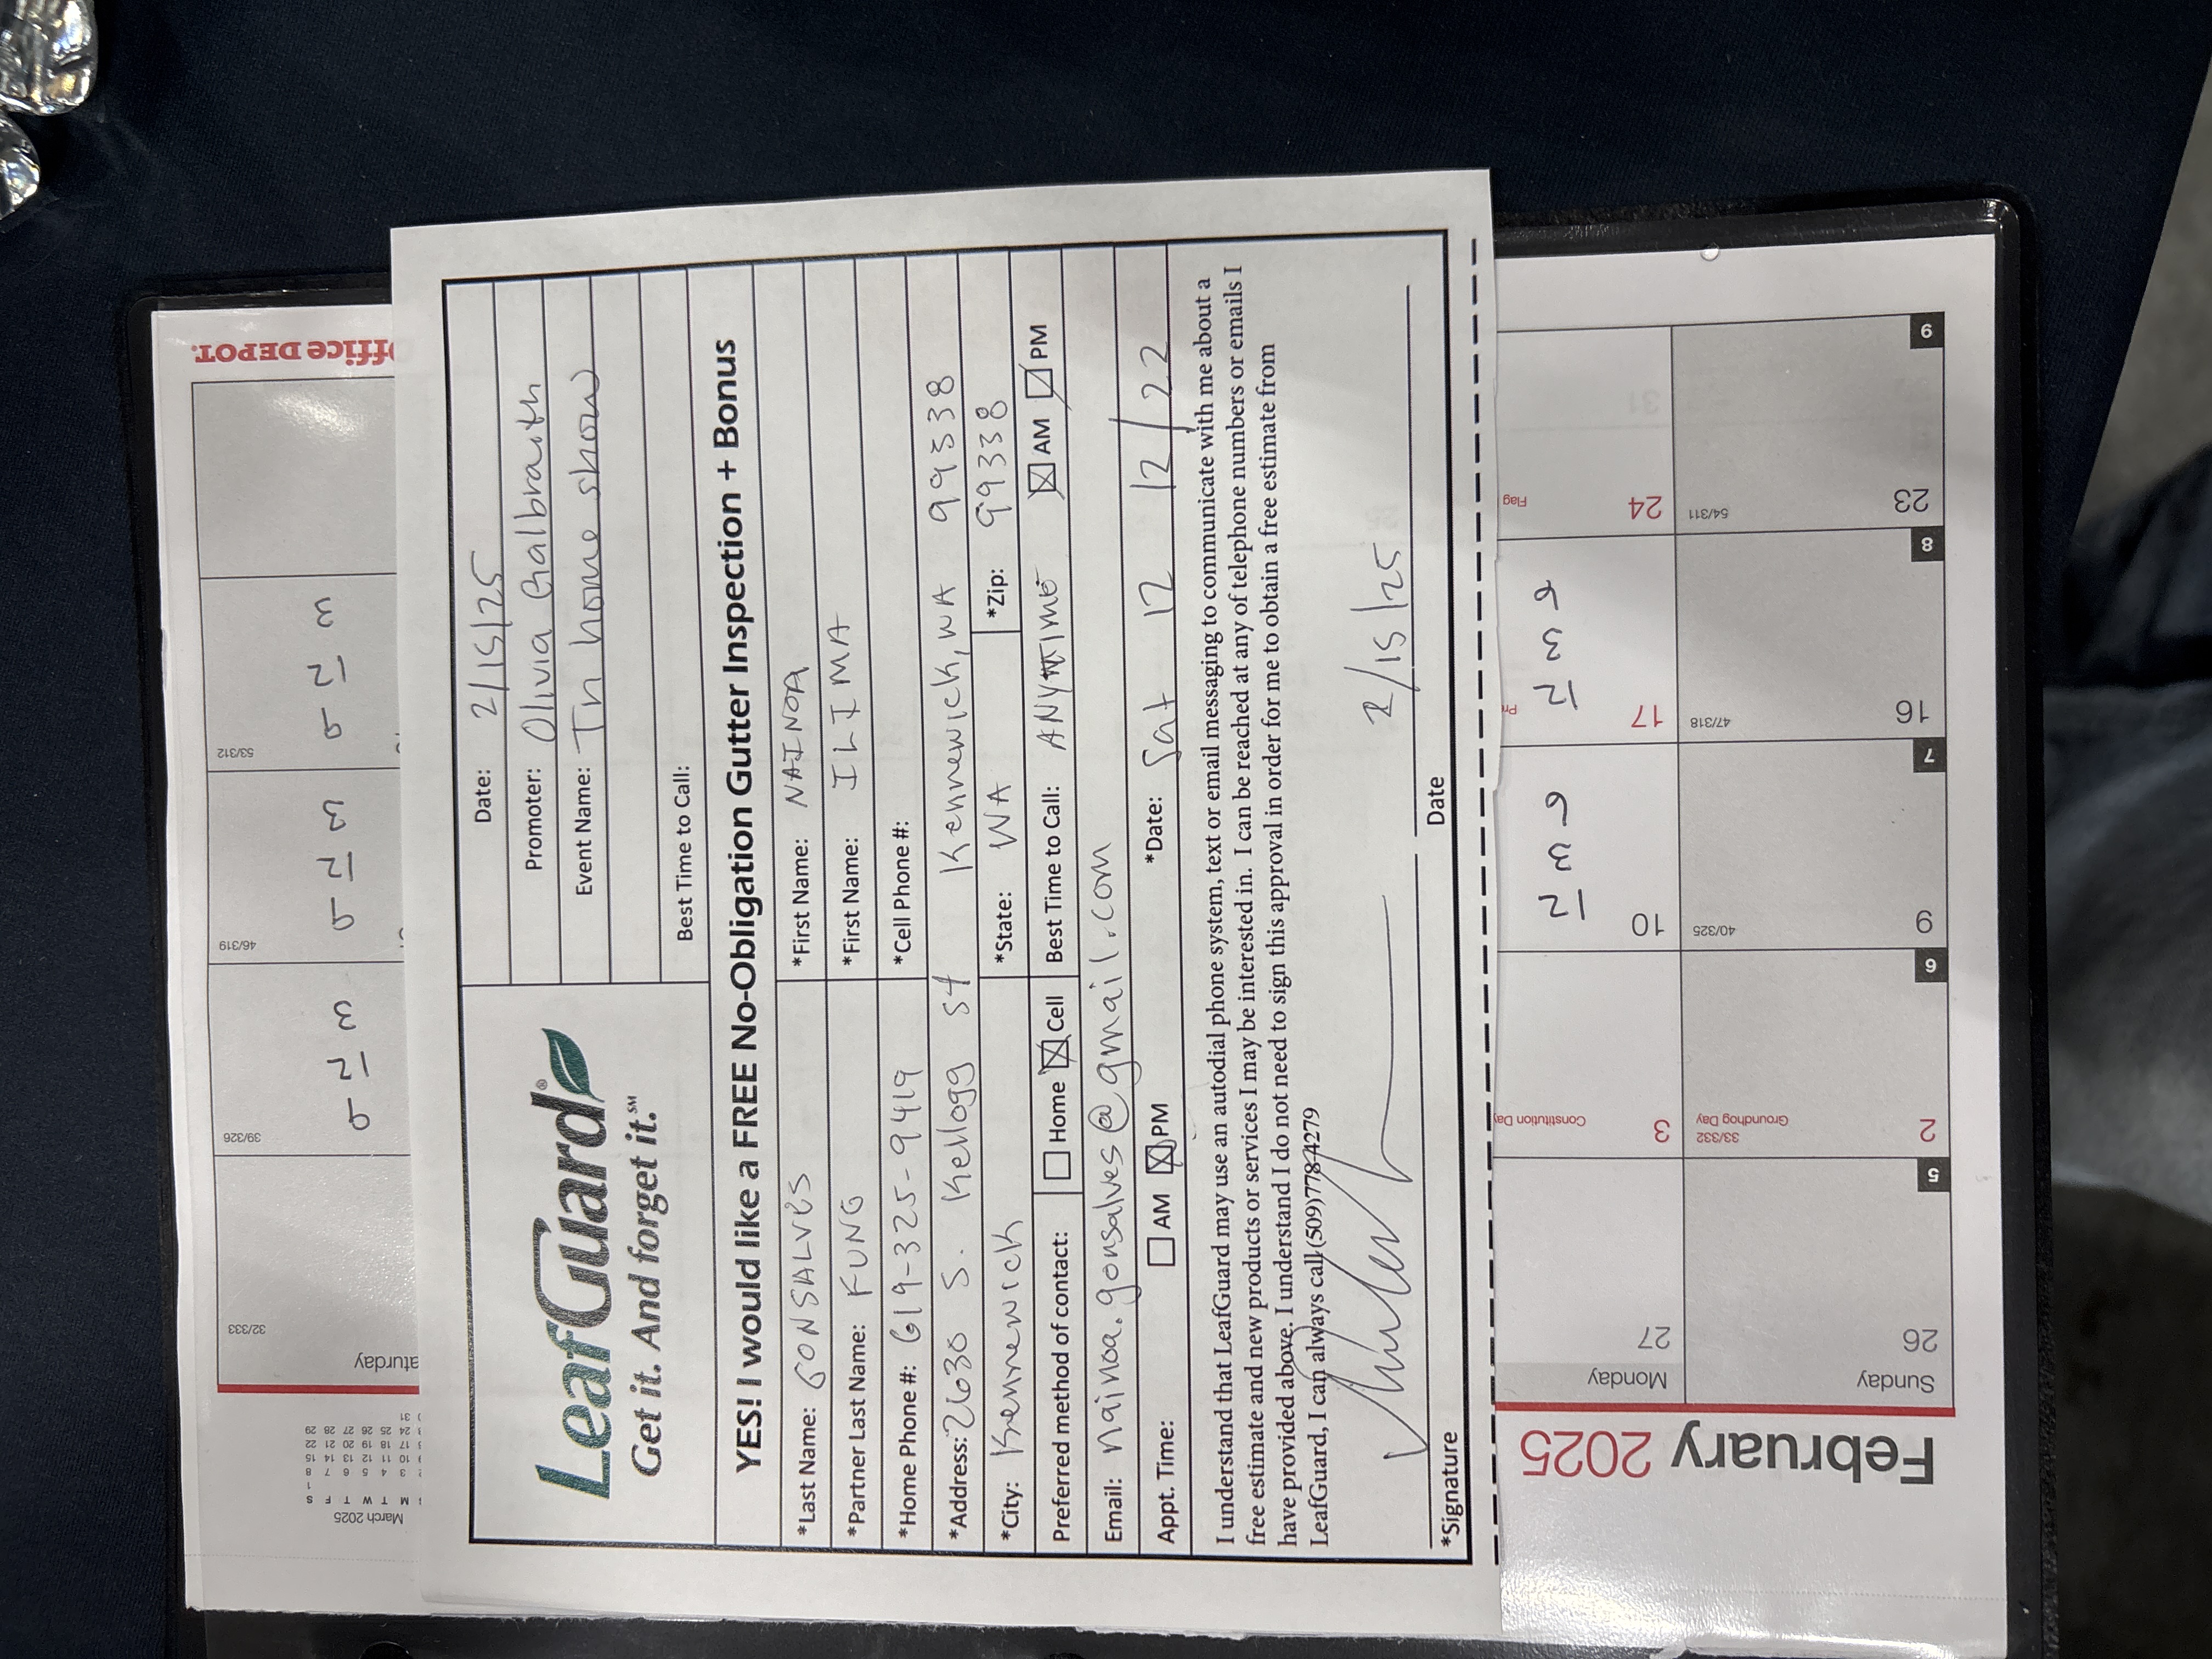 March 2025
M T W T F S
1
3 4 5 6 7 8
10 11 12 13 14 15
17 18 19 20 21 22
24 25 26 27 28 29
31
aturday
32/333
39/326
9
12
3
46/319
9
12
3
53/312
9
12
3
ffice DEPOT.
LeafGuard®
Get it. And forget it.℠
Date: 2/15/25
Promoter: Olivia Galbraith
Event Name: Tri home show
Best Time to Call:
YES! I would like a FREE No-Obligation Gutter Inspection + Bonus
*Last Name: GONSALVES *First Name: NAINOA
*Partner Last Name: FUNG *First Name: ILIMA
*Home Phone #: 619-325-9419 *Cell Phone #:
*Address: 2630 S. Kellogg St Kennewick, WA 99338
*City: Kennewick *State: WA *Zip: 99338
Preferred method of contact: Home Cell Best Time to Call: ANYTIME AM PM
Email: nainoa.gonsalves@gmail.com
Appt. Time: AM PM *Date: Sat 12 12/22
I understand that LeafGuard may use an autodial phone system, text or email messaging to communicate with me about a
free estimate and new products or services I may be interested in. I can be reached at any of telephone numbers or emails I
have provided above. I understand I do not need to sign this approval in order for me to obtain a free estimate from
LeafGuard, I can always call (509)778-4279
2/15/25
*Signature Date
February 2025
Sunday
Monday
26
27
5
2
33/332
Groundhog Day
3
Constitution Day
6
9
40/325
10
12
3
6
7
16
47/318
17
Pr
12
3
6
8
23
54/311
24
Flag
31
9